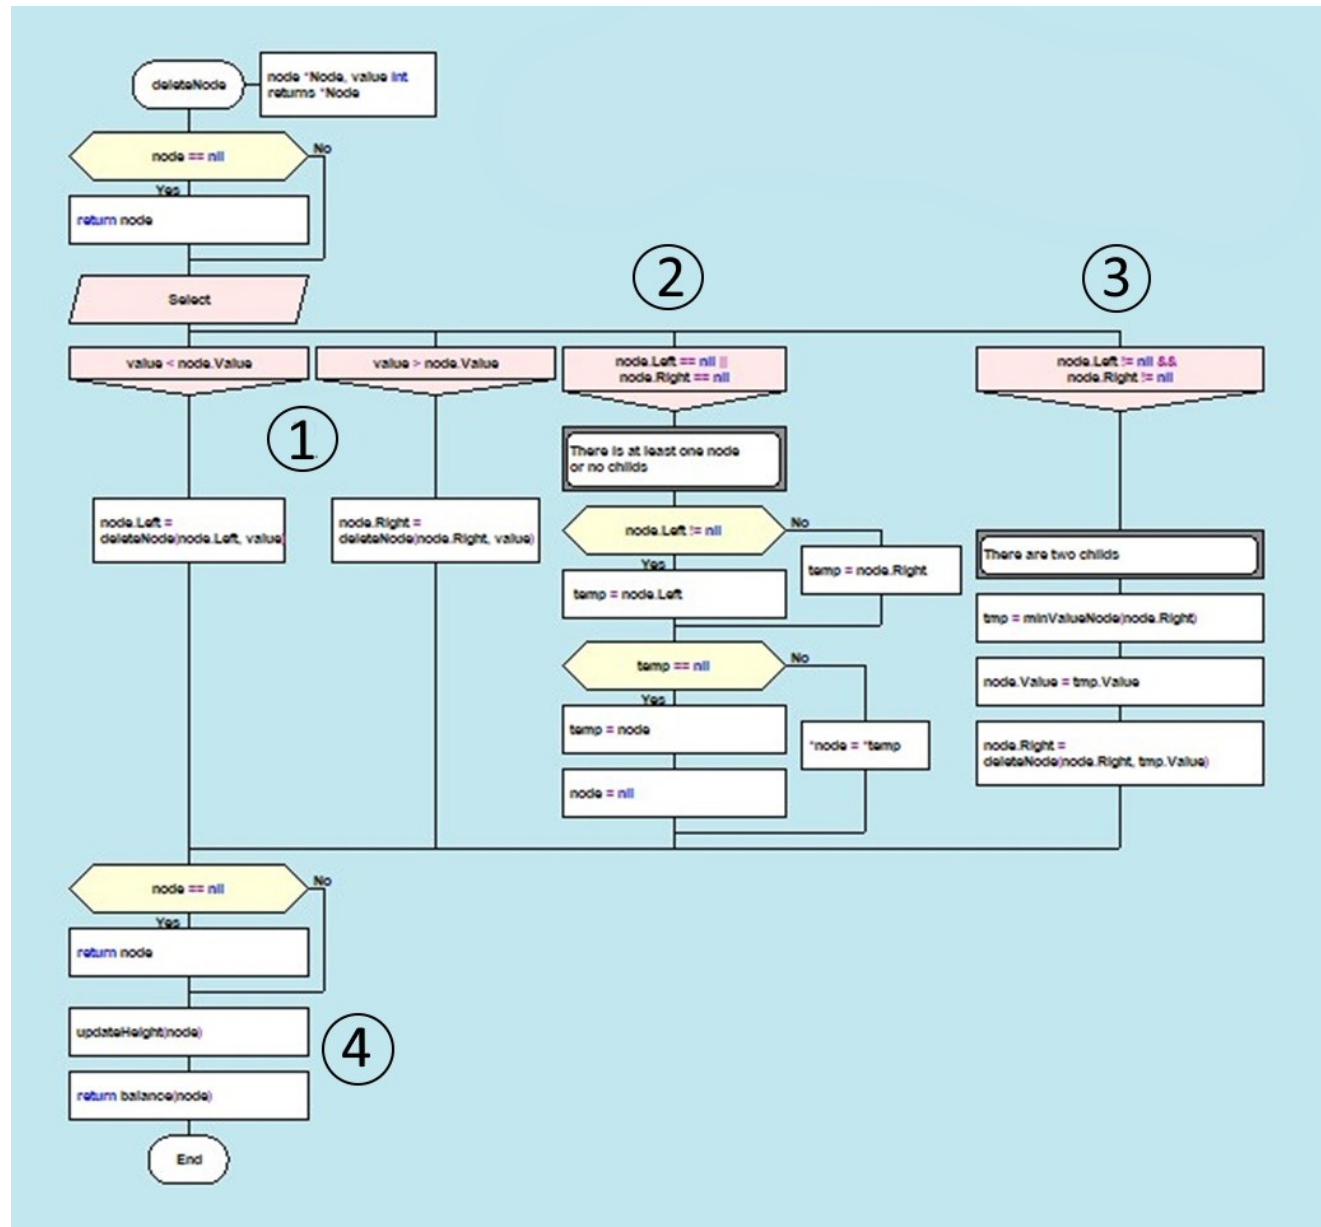 deleteNode
node *Node, value int
returns *Node
node == nil
No
Yes
return node
Select
2
3
value < node.Value
value > node.Value
node.Left == nil ||
node.Right == nil
node.Left != nil &&
node.Right != nil
1
There is at least one node
or no childs
node.Left =
deleteNode(node.Left, value)
node.Right =
deleteNode(node.Right, value)
node.Left != nil
No
Yes
temp = node.Left
temp = node.Right
There are two childs
tmp = minValueNode(node.Right)
temp == nil
No
Yes
temp = node
*node = *temp
node = nil
node.Value = tmp.Value
node.Right =
deleteNode(node.Right, tmp.Value)
node == nil
No
Yes
return node
updateHeight(node)
4
return balance(node)
End